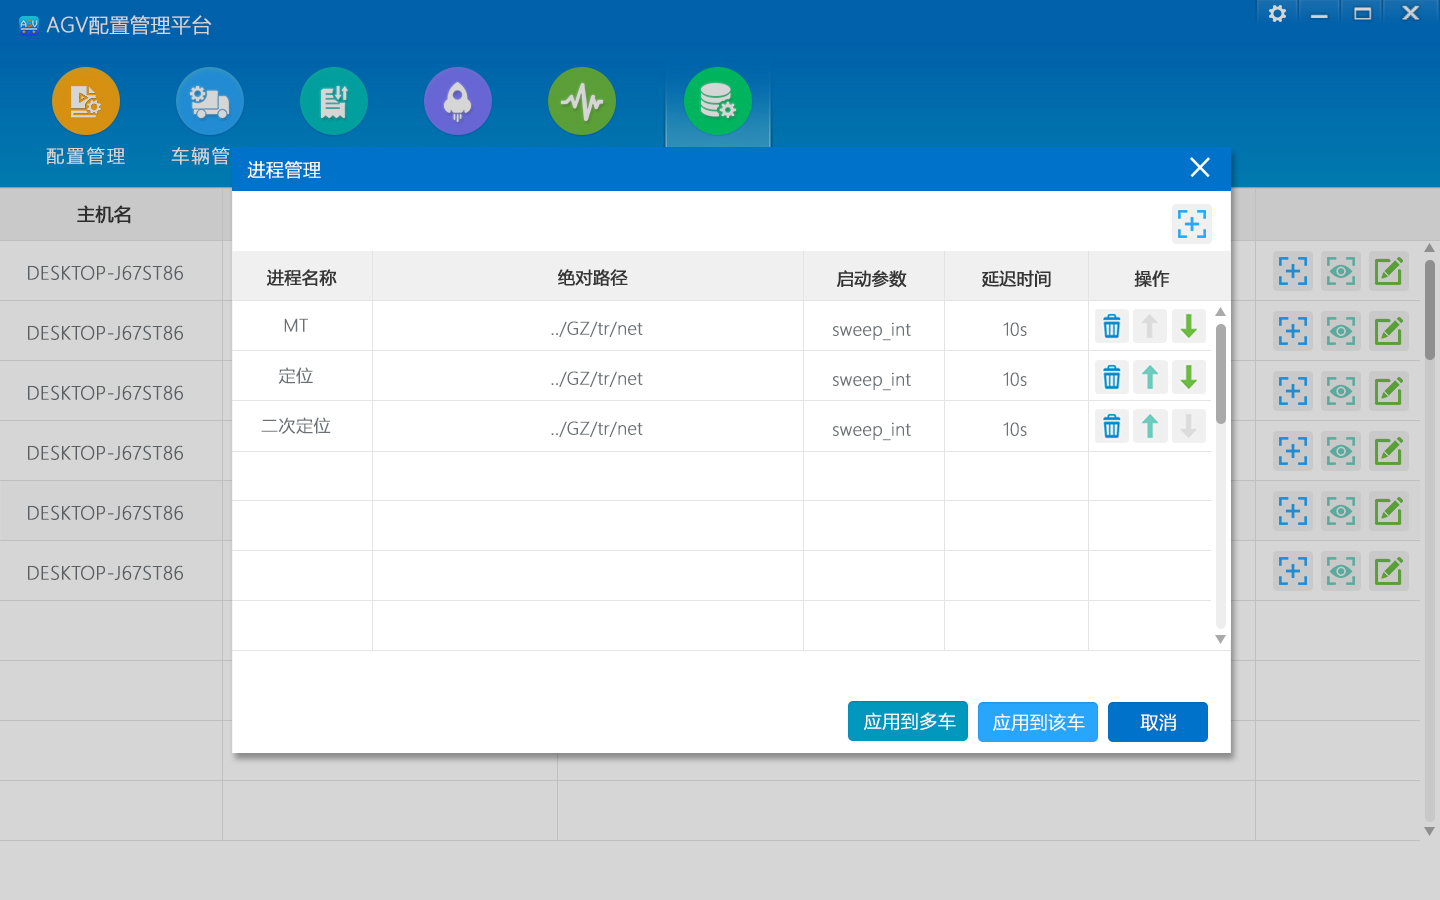 AGV配置管理平台
配置管理
车辆管
进程管理
主机名
进程名称 绝对路径 启动参数 延迟时间 操作
DESKTOP-J67ST86
DESKTOP-J67ST86
DESKTOP-J67ST86
DESKTOP-J67ST86
DESKTOP-J67ST86
DESKTOP-J67ST86
MT ../GZ/tr/net sweep_int 10s
定位 ../GZ/tr/net sweep_int 10s
二次定位 ../GZ/tr/net sweep_int 10s
应用到多车 应用到该车 取消